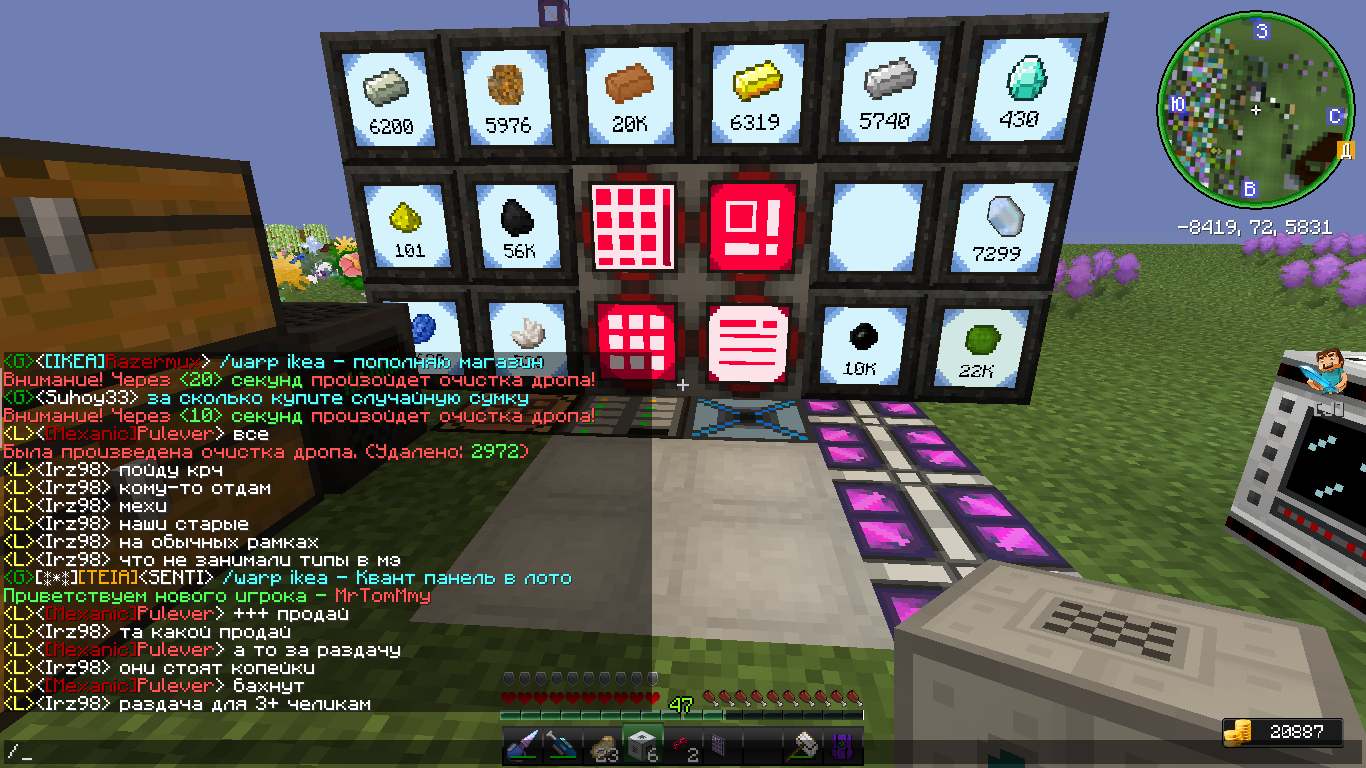 З
Ю
С
Д
В
-8419, 72, 5831
6200
5976
20K
6319
5740
430
101
56K
7299
10K
22K
<G><[IKEA]Razermux> /warp ikea - пополняю магазин
Внимание! Через <20> секунд произойдет очистка дропа!
<G><Suhoy33> за сколько купите случайную сумку
Внимание! Через <10> секунд произойдет очистка дропа!
<L><[Mexanic]Pulever> все
Была произведена очистка дропа. (Удалено: 2972)
<L><Irz98> пойду крч
<L><Irz98> кому-то отдам
<L><Irz98> мехи
<L><Irz98> наши старые
<L><Irz98> на обычных рамках
<L><Irz98> что не занимали типы в мэ
<G>[**][TEIA]<SENTI> /warp ikea - Квант панель в лото
Приветствуем нового игрока - MrTomMmy
<L><[Mexanic]Pulever> +++ продай
<L><Irz98> та какой продай
<L><[Mexanic]Pulever> а то за раздачу
<L><Irz98> они стоят копейки
<L><[Mexanic]Pulever> бахнут
<L><Irz98> раздача для 3+ челикам
47
23
6
2
20887
/_